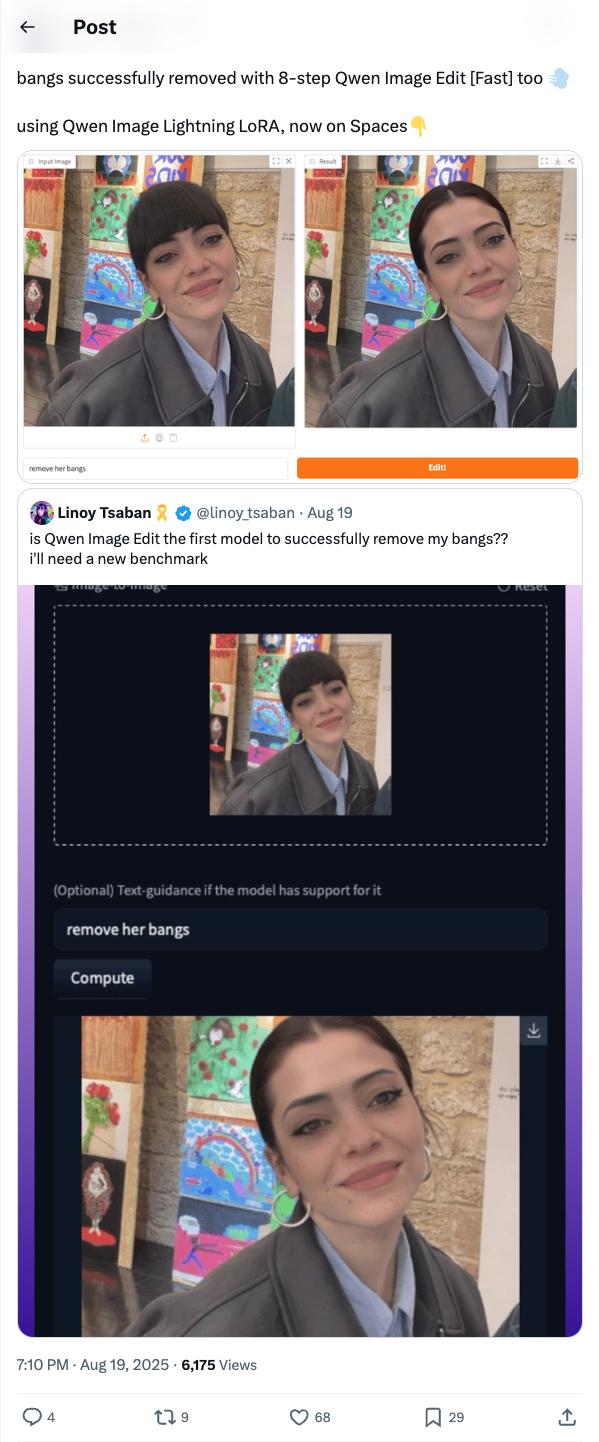 Post
bangs successfully removed with 8-step Qwen Image Edit [Fast] too 💨
using Qwen Image Lightning LoRA, now on Spaces👇
Input Image
Result
remove her bangs
Edit!
Linoy Tsaban🎗️ @linoy_tsaban · Aug 19
is Qwen Image Edit the first model to successfully remove my bangs??
i'll need a new benchmark
Image-to-Image
Reset
(Optional) Text-guidance if the model has support for it
remove her bangs
Compute
7:10 PM · Aug 19, 2025 · 6,175 Views
4
9
68
29